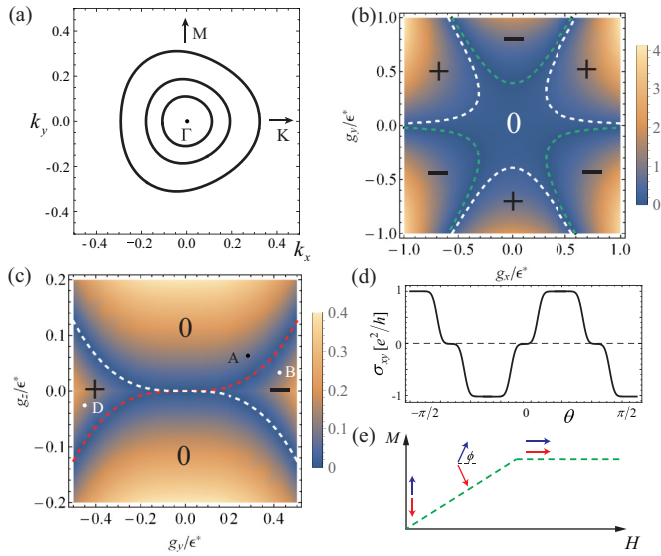 (a)
M
Γ
K
k_y
k_x
0.4
0.2
0.0
-0.2
-0.4
-0.4 -0.2 0.0 0.2 0.4
(b)
g_y/ϵ*
1.0
0.5
0.0
-0.5
-1.0
-1.0 -0.5 0.0 0.5 1.0
g_x/ϵ*
+ − +
0
− + −
4
3
2
1
0
(c)
g_z/ϵ*
0.2
0.1
0.0
-0.1
-0.2
-0.4 -0.2 0.0 0.2 0.4
g_y/ϵ*
0
A
B
+ −
D
0
0.4
0.3
0.2
0.1
0
(d)
σ_xy [e²/h]
1
0
-1
-π/2 0 θ π/2
(e)
M
ϕ
H